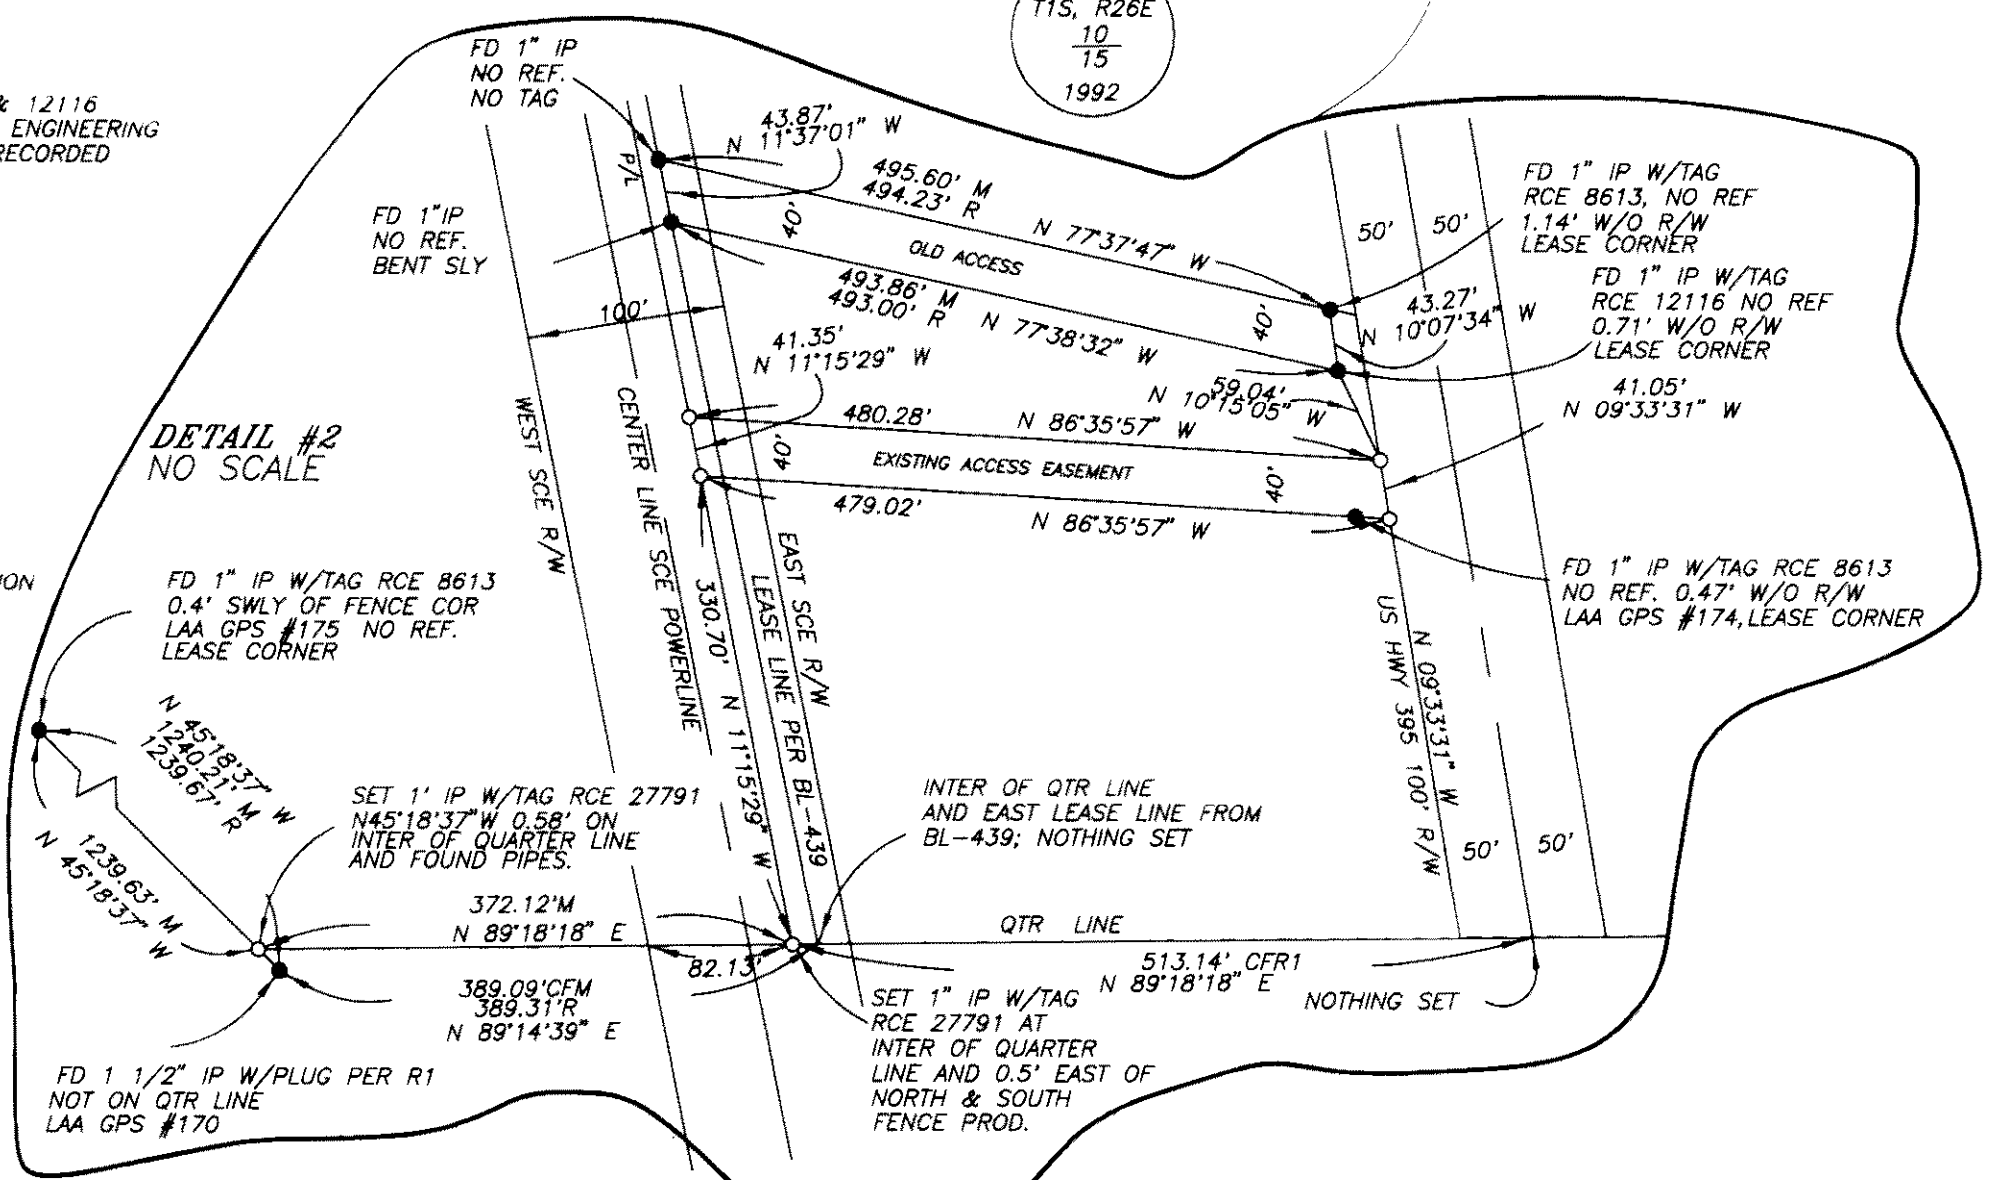 T1S, R26E
10
15
1992
& 12116
ENGINEERING
RECORDED
FD 1" IP
NO REF.
NO TAG
43.87'
N 11°37'01" W
P/L
495.60' M
494.23' R
N 77°37'47" W
40'
OLD ACCESS
FD 1"IP
NO REF.
BENT SLY
493.86' M
493.00' R
N 77°38'32" W
50'
50'
FD 1" IP W/TAG
RCE 8613, NO REF
1.14' W/O R/W
LEASE CORNER
FD 1" IP W/TAG
RCE 12116 NO REF
0.71' W/O R/W
LEASE CORNER
43.27'
N 10°07'34" W
40'
100'
41.35'
N 11°15'29" W
59.04'
N 10°15'05" W
41.05'
N 09°33'31" W
DETAIL #2
NO SCALE
480.28'
N 86°35'57" W
40'
EXISTING ACCESS EASEMENT
40'
479.02'
N 86°35'57" W
WEST SCE R/W
CENTER LINE SCE POWERLINE
330.70' N 11°15'29" W
LEASE LINE PER BL-439
EAST SCE R/W
US HWY 395 100' R/W
N 09°33'31" W
FD 1" IP W/TAG RCE 8613
NO REF. 0.47' W/O R/W
LAA GPS #174, LEASE CORNER
ION
FD 1" IP W/TAG RCE 8613
0.4' SWLY OF FENCE COR
LAA GPS #175 NO REF.
LEASE CORNER
N 45°18'37" W
1240.21' M
1239.67' R
1239.63' M
N 45°18'37" W
SET 1' IP W/TAG RCE 27791
N45°18'37"W 0.58' ON
INTER OF QUARTER LINE
AND FOUND PIPES.
INTER OF QTR LINE
AND EAST LEASE LINE FROM
BL-439; NOTHING SET
50'
50'
372.12'M
N 89°18'18" E
QTR LINE
82.13'
513.14' CFR1
N 89°18'18" E
389.09'CFM
389.31'R
N 89°14'39" E
NOTHING SET
SET 1" IP W/TAG
RCE 27791 AT
INTER OF QUARTER
LINE AND 0.5' EAST OF
NORTH & SOUTH
FENCE PROD.
FD 1 1/2" IP W/PLUG PER R1
NOT ON QTR LINE
LAA GPS #170